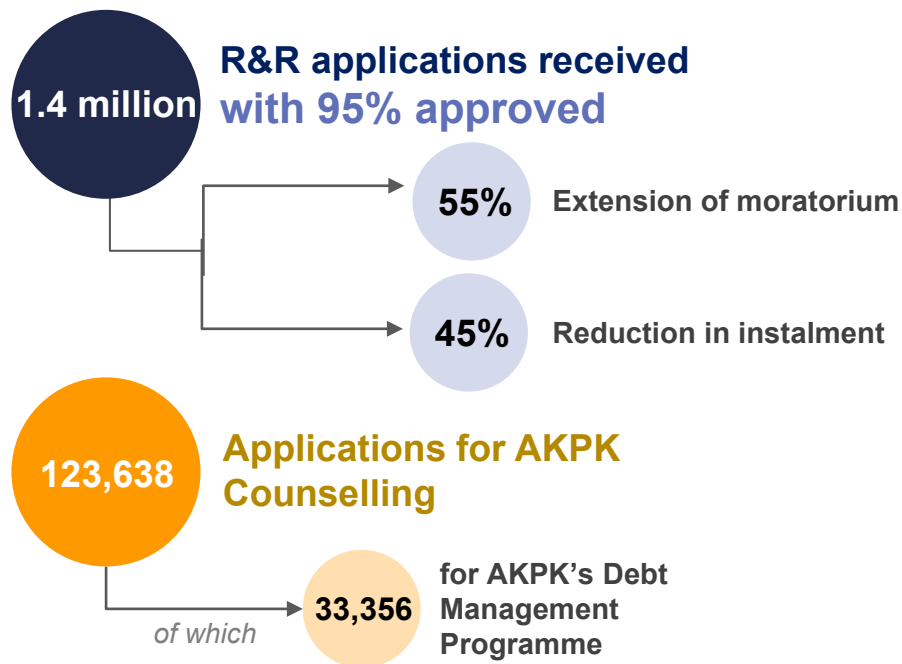 1.4 million
R&R applications received
with 95% approved
55%
Extension of moratorium
45%
Reduction in instalment
123,638
Applications for AKPK
Counselling
of which
33,356
for AKPK's Debt
Management
Programme